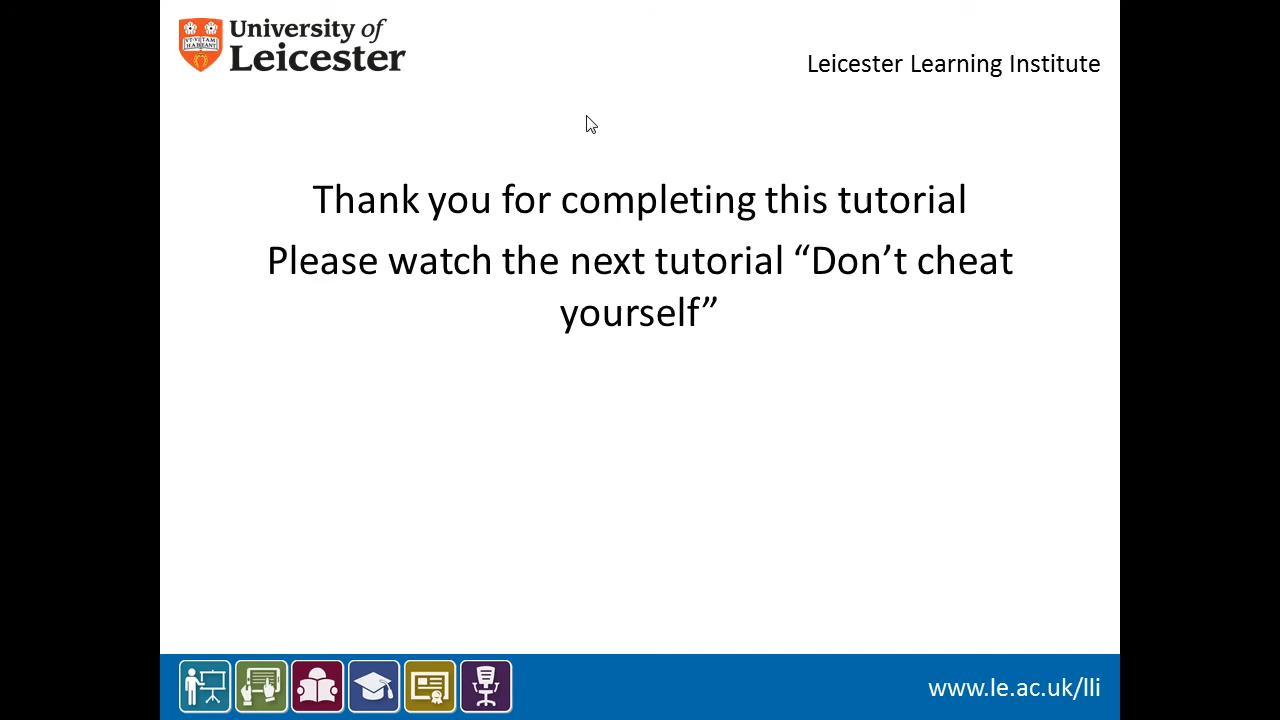 University of
Leicester
Leicester Learning Institute
Thank you for completing this tutorial
Please watch the next tutorial “Don’t cheat
yourself”
www.le.ac.uk/lli